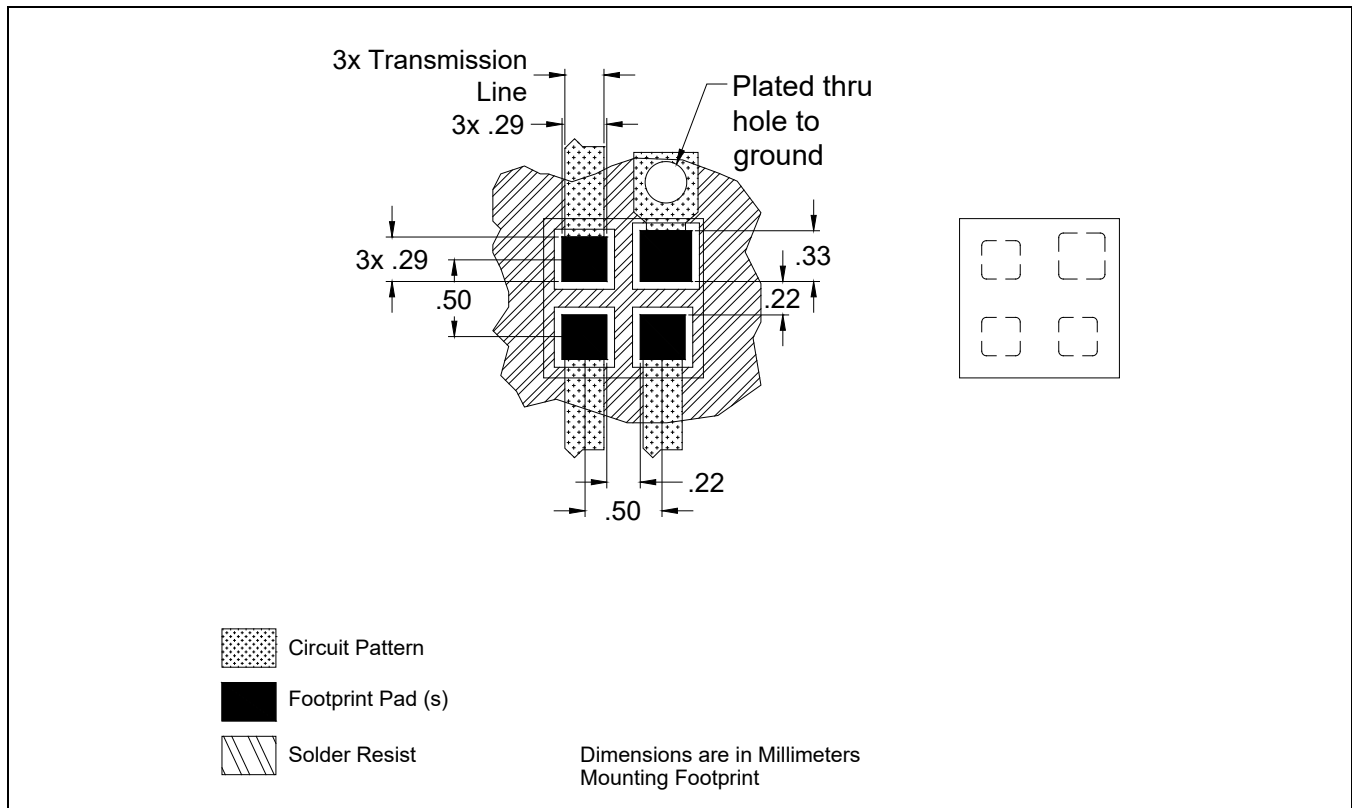 3x Transmission
Line
3x .29
Plated thru
hole to
ground
3x .29
.50
.33
.22
.22
.50
Circuit Pattern
Footprint Pad (s)
Solder Resist
Dimensions are in Millimeters
Mounting Footprint